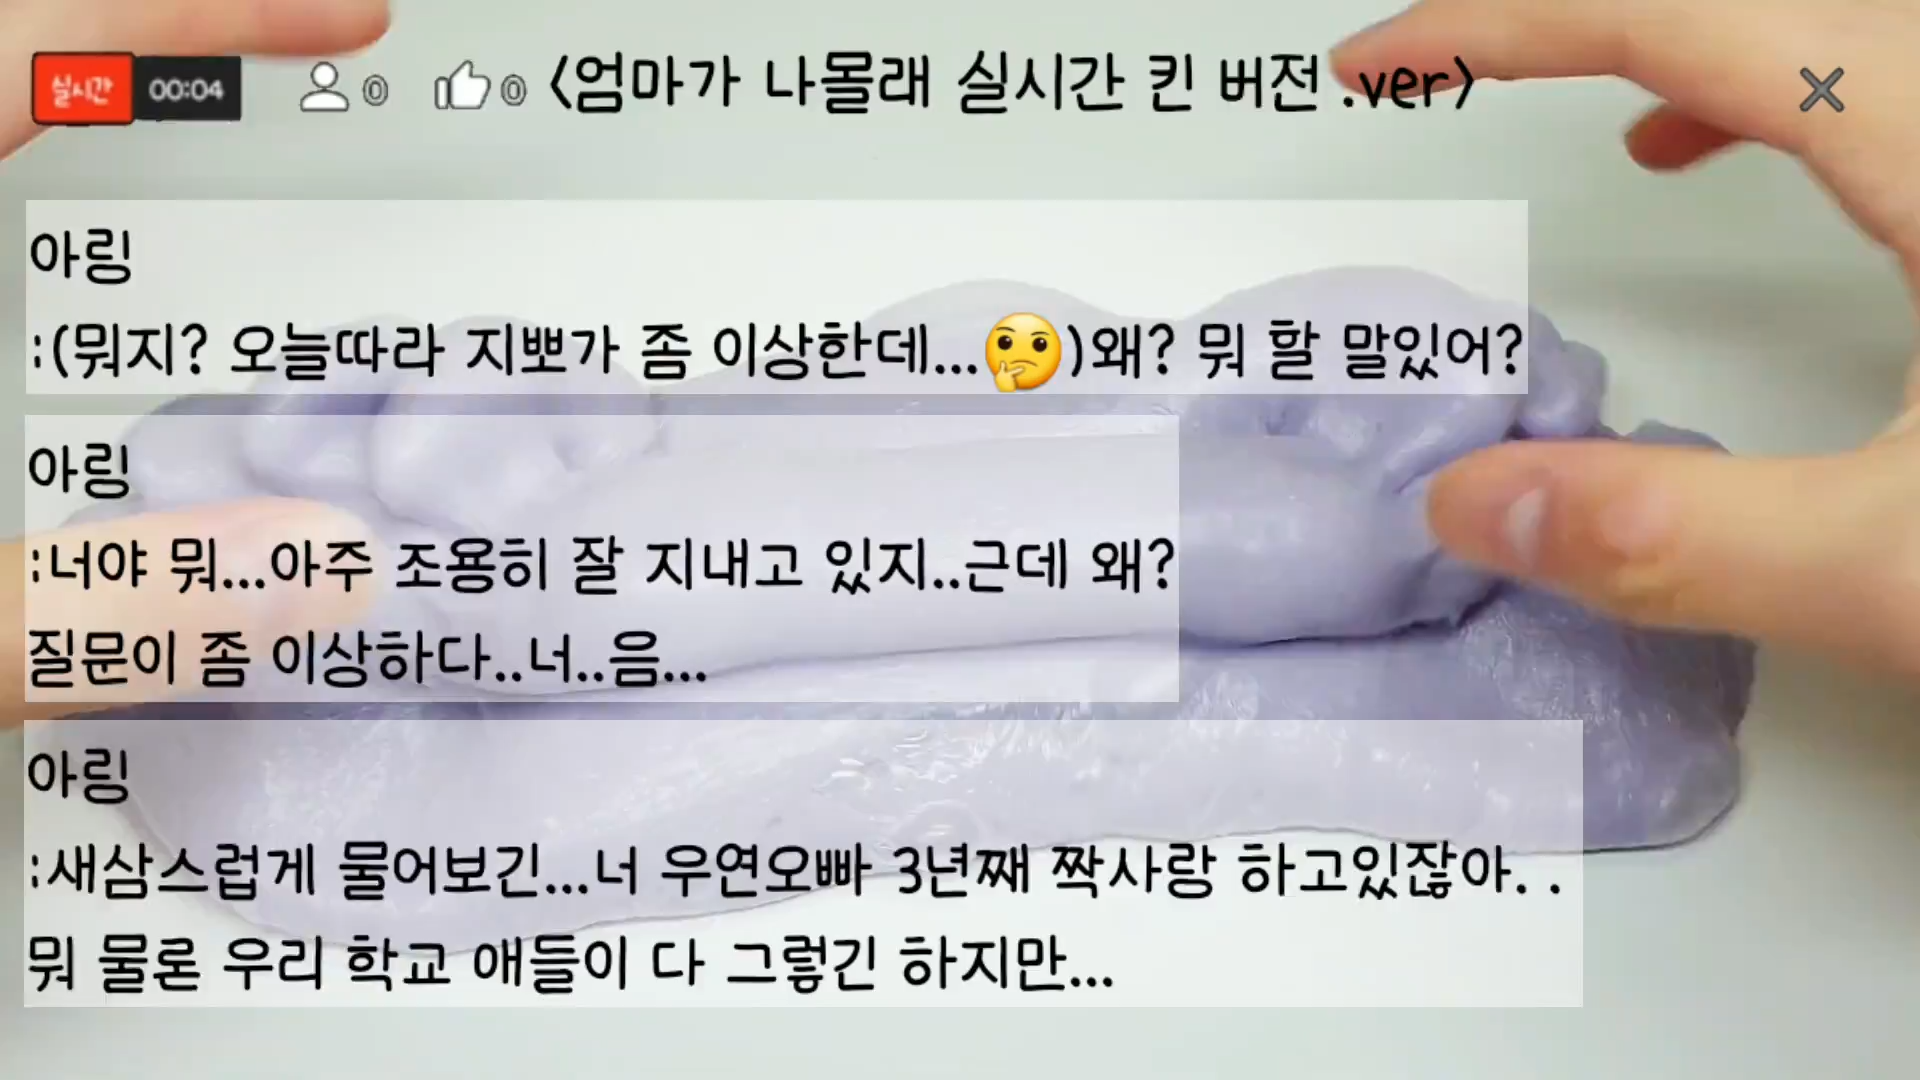 실시간 00:04 0 0 <엄마가 나몰래 실시간 킨 버전 .ver>
아링
:(뭐지? 오늘따라 지뽀가 좀 이상한데...🤔)왜? 뭐 할 말있어?
아링
:너야 뭐...아주 조용히 잘 지내고 있지..근데 왜?
질문이 좀 이상하다..너..음...
아링
:새삼스럽게 물어보긴...너 우연오빠 3년째 짝사랑 하고있잖아. .
뭐 물론 우리 학교 애들이 다 그렇긴 하지만...